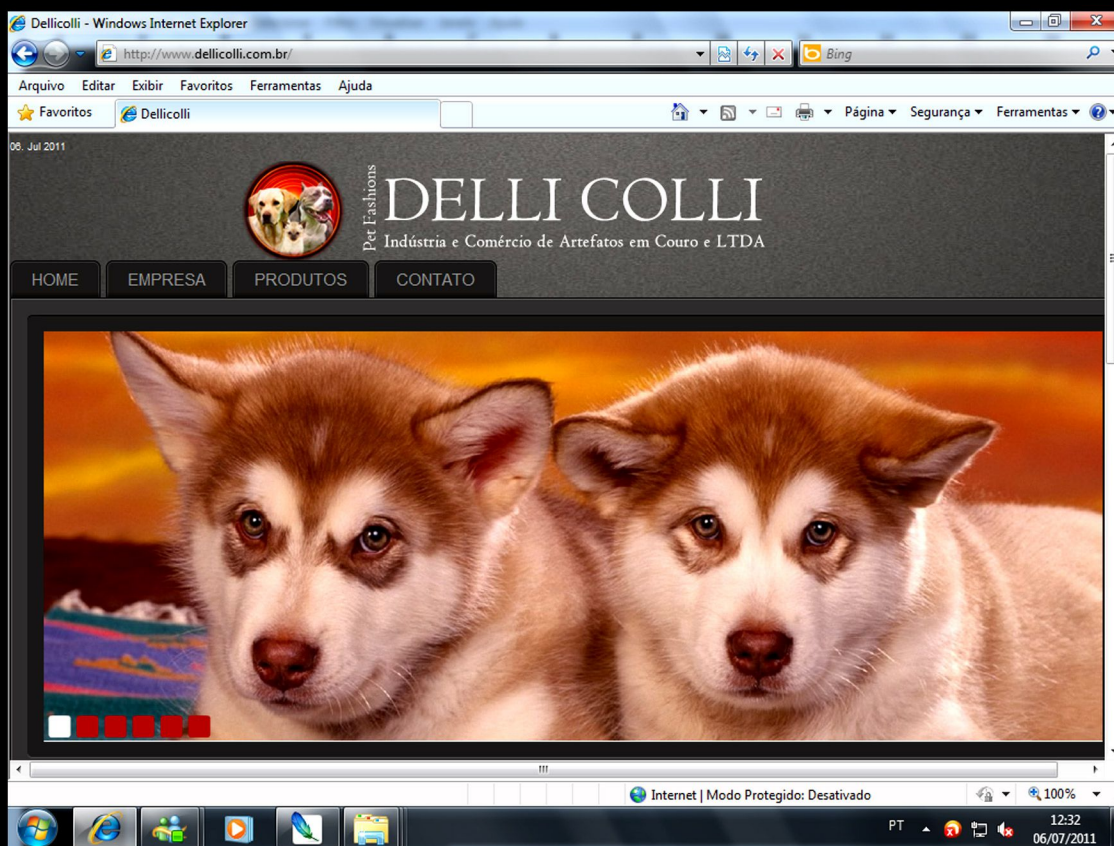 Dellicolli - Windows Internet Explorer
http://www.dellicolli.com.br/
Bing
Arquivo Editar Exibir Favoritos Ferramentas Ajuda
Favoritos Dellicolli Página Segurança Ferramentas
06. Jul 2011
Pet Fashions
DELLI COLLI
Indústria e Comércio de Artefatos em Couro e LTDA
HOME EMPRESA PRODUTOS CONTATO
Internet | Modo Protegido: Desativado 100%
PT 12:32
06/07/2011